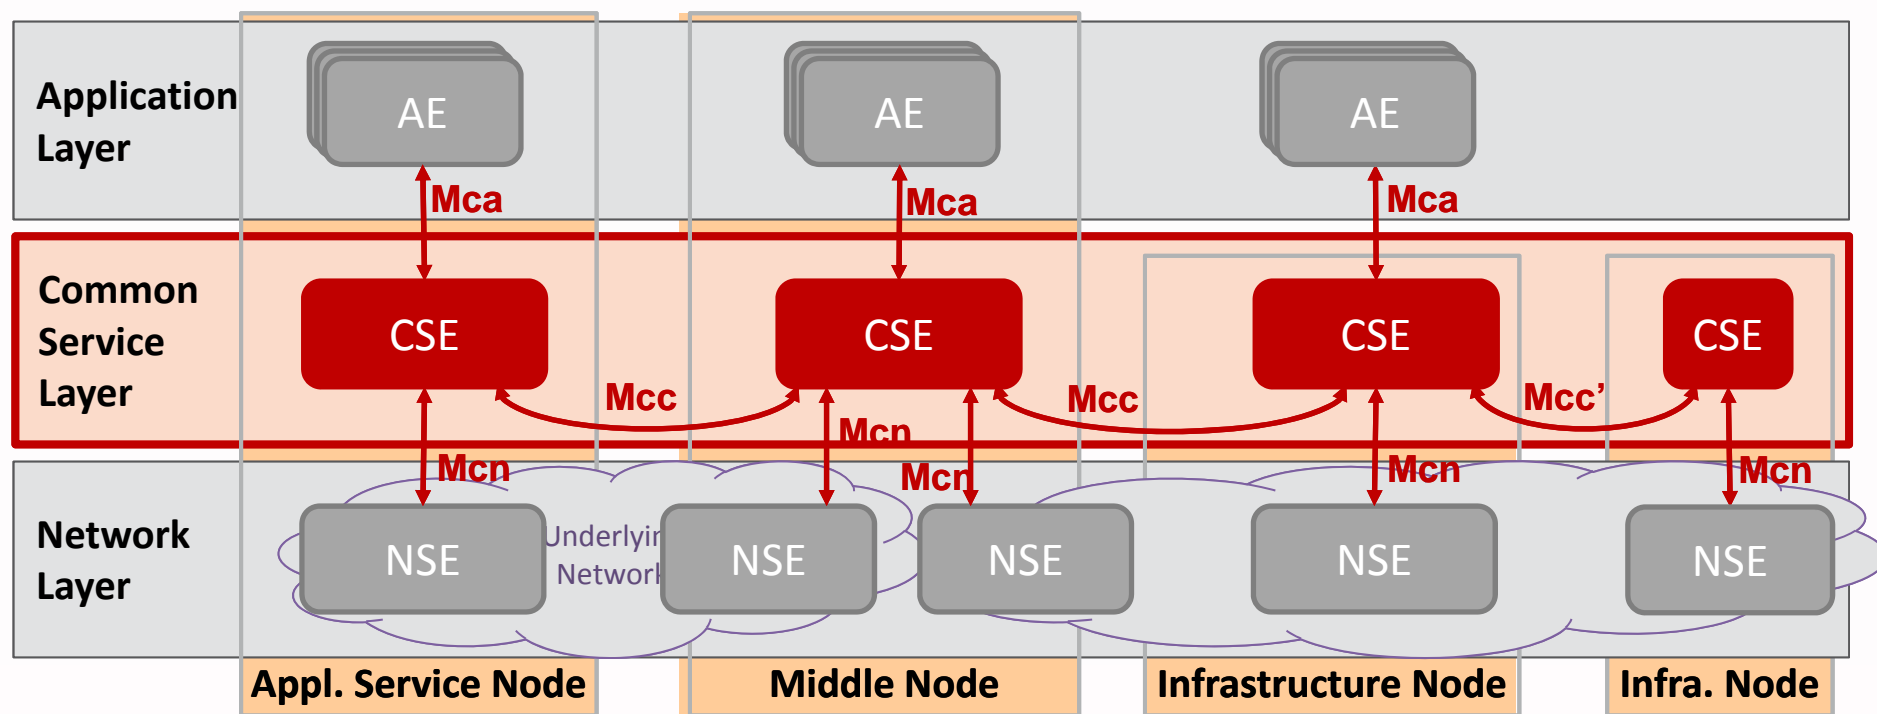 Application
Layer
AE
AE
AE
Mca
Mca
Mca
Common
Service
Layer
CSE
CSE
CSE
CSE
Mcc
Mcc
Mcc’
Mcn
Mcn
Mcn
Mcn
Mcn
Network
Layer
NSE
Underlyin
Network
NSE
NSE
NSE
NSE
Appl. Service Node
Middle Node
Infrastructure Node
Infra. Node